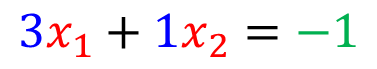 3x₁ + 1x₂ = −1